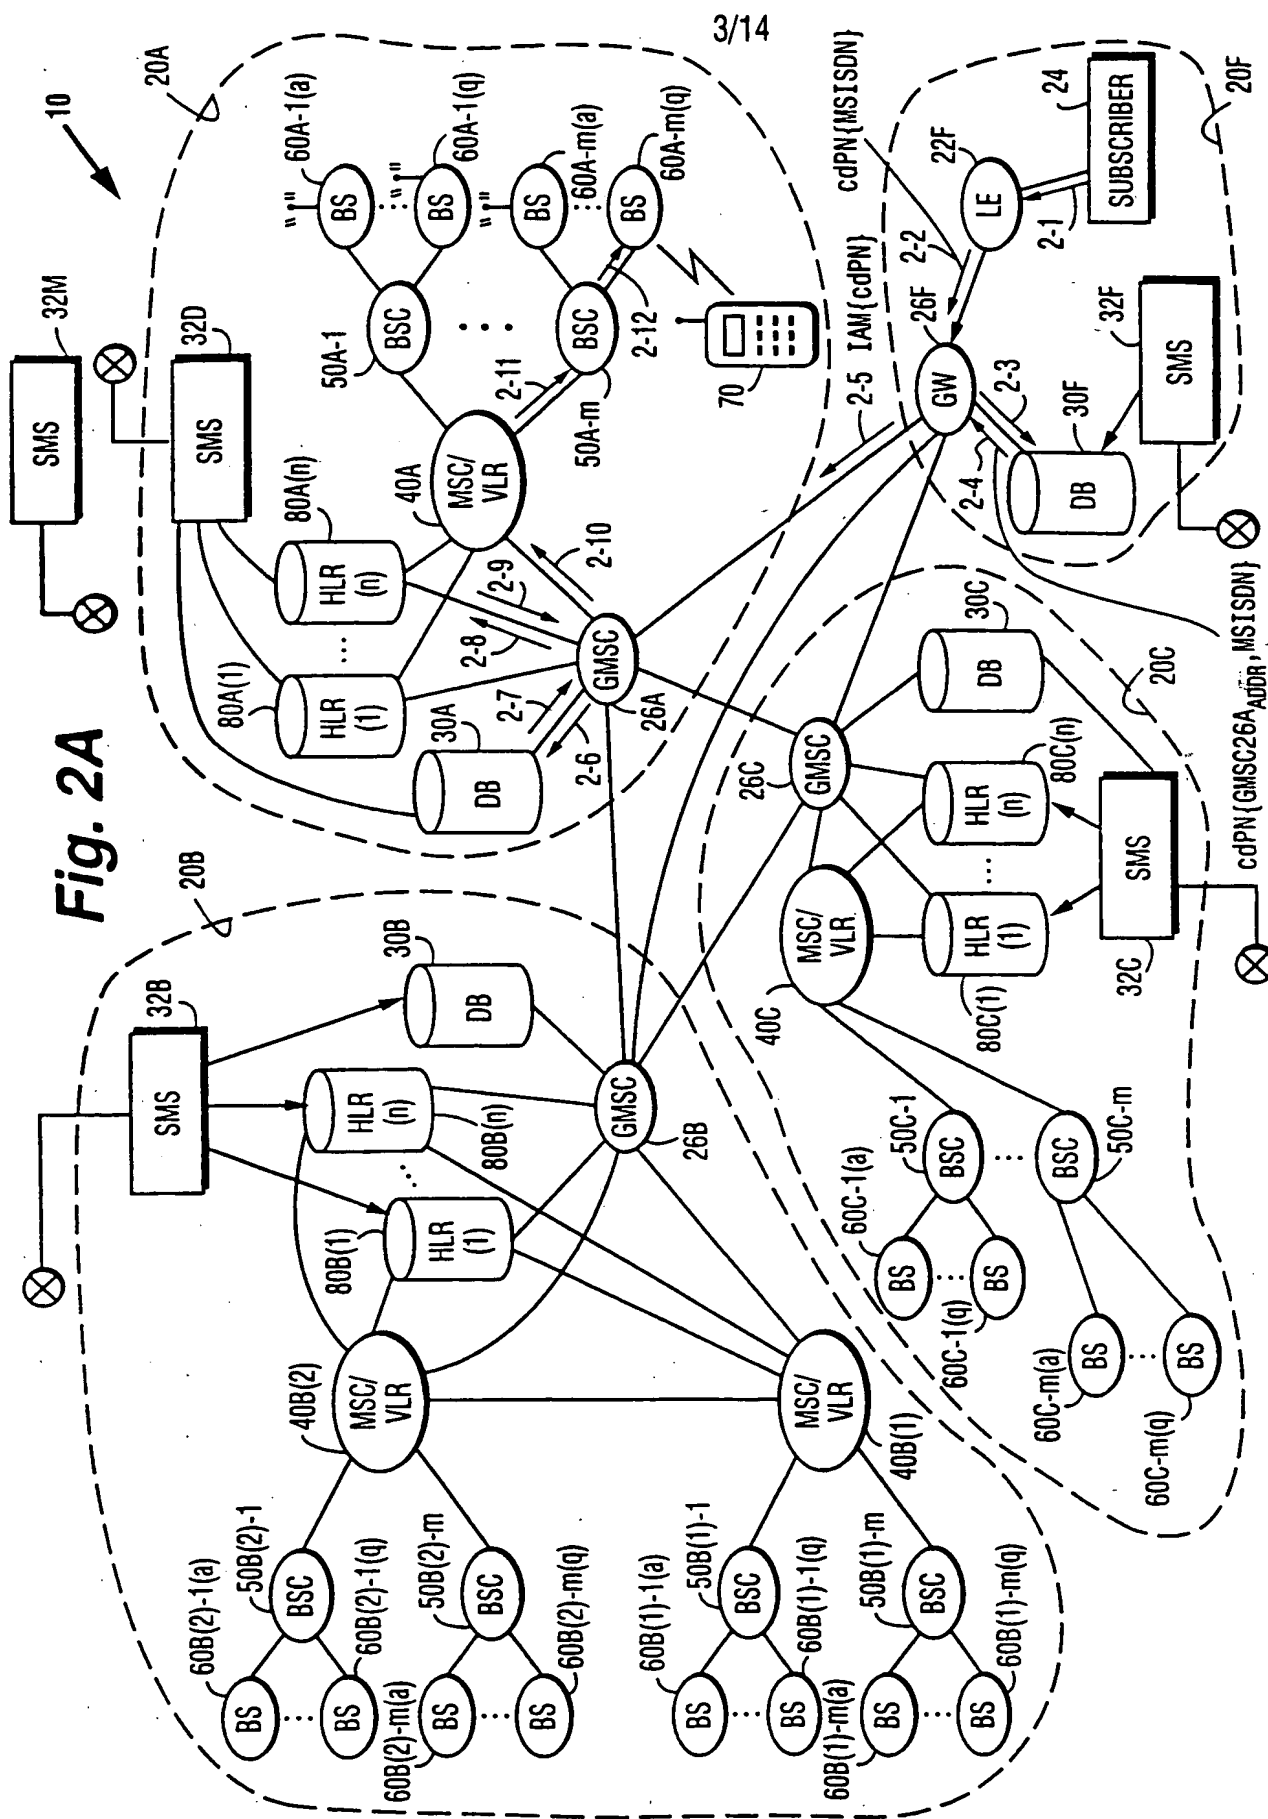 3/14
Fig. 2A
10
SMS
32M
20A
SMS
32D
60A-1(a)
" "
BS
60A-1(q)
" "
BS
60A-m(a)
" "
BS
60A-m(q)
BS
50A-1
BSC
BSC
50A-m
2-11
2-12
70
40A
MSC/
VLR
80A(n)
HLR
(n)
80A(1)
HLR
(1)
30A
DB
2-6
2-7
2-8
2-9
2-10
GMSC
26A
cdPN{MSISDN}
22F
LE
24
SUBSCRIBER
20F
2-1
2-2
26F
GW
2-5 IAM{cdPN}
2-3
2-4
30F
DB
32F
SMS
cdPN{GMSC26A ADDR, MSISDN}
20B
32B
SMS
30B
DB
HLR
(n)
80B(n)
80B(1)
HLR
(1)
GMSC
26B
40B(2)
MSC/
VLR
MSC/
VLR
40B(1)
50B(2)-1
BSC
60B(2)-1(a)
BS
60B(2)-1(q)
BS
50B(2)-m
BSC
60B(2)-m(a)
BS
60B(2)-m(q)
BS
50B(1)-1
BSC
60B(1)-1(a)
BS
60B(1)-1(q)
BS
50B(1)-m
BSC
60B(1)-m(a)
BS
60B(1)-m(q)
BS
20C
26C
GMSC
30C
DB
80C(n)
HLR
(n)
HLR
(1)
80C(1)
SMS
32C
40C
MSC/
VLR
50C-1
BSC
BSC
50C-m
60C-1(a)
BS
BS
60C-1(q)
60C-m(a)
BS
BS
60C-m(q)